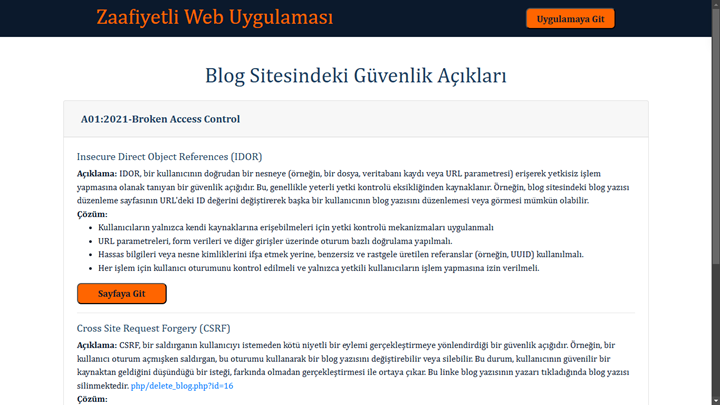 Zaafiyetli Web Uygulaması
Uygulamaya Git
Blog Sitesindeki Güvenlik Açıkları
A01:2021-Broken Access Control
Insecure Direct Object References (IDOR)
Açıklama: IDOR, bir kullanıcının doğrudan bir nesneye (örneğin, bir dosya, veritabanı kaydı veya URL parametresi) erişerek yetkisiz işlem
yapmasına olanak tanıyan bir güvenlik açığıdır. Bu, genellikle yeterli yetki kontrolü eksikliğinden kaynaklanır. Örneğin, blog sitesindeki blog yazısı
düzenleme sayfasının URL'deki ID değerini değiştirerek başka bir kullanıcının blog yazısını düzenlemesi veya görmesi mümkün olabilir.
Çözüm:
• Kullanıcıların yalnızca kendi kaynaklarına erişebilmeleri için yetki kontrolü mekanizmaları uygulanmalı
• URL parametreleri, form verileri ve diğer girişler üzerinde oturum bazlı doğrulama yapılmalı.
• Hassas bilgileri veya nesne kimliklerini ifşa etmek yerine, benzersiz ve rastgele üretilen referanslar (örneğin, UUID) kullanılmalı.
• Her işlem için kullanıcı oturumunu kontrol edilmeli ve yalnızca yetkili kullanıcıların işlem yapmasına izin verilmeli.
Sayfaya Git
Cross Site Request Forgery (CSRF)
Açıklama: CSRF, bir saldırganın kullanıcıyı istemeden kötü niyetli bir eylemi gerçekleştirmeye yönlendirdiği bir güvenlik açığıdır. Örneğin, bir
kullanıcı oturum açmışken saldırgan, bu oturumu kullanarak bir blog yazısını değiştirebilir veya silebilir. Bu durum, kullanıcının güvenilir bir
kaynaktan geldiğini düşündüğü bir isteği, farkında olmadan gerçekleştirmesi ile ortaya çıkar. Bu linke blog yazısının yazarı tıkladığında blog yazısı
silinmektedir. php/delete_blog.php?id=16
Çözüm: